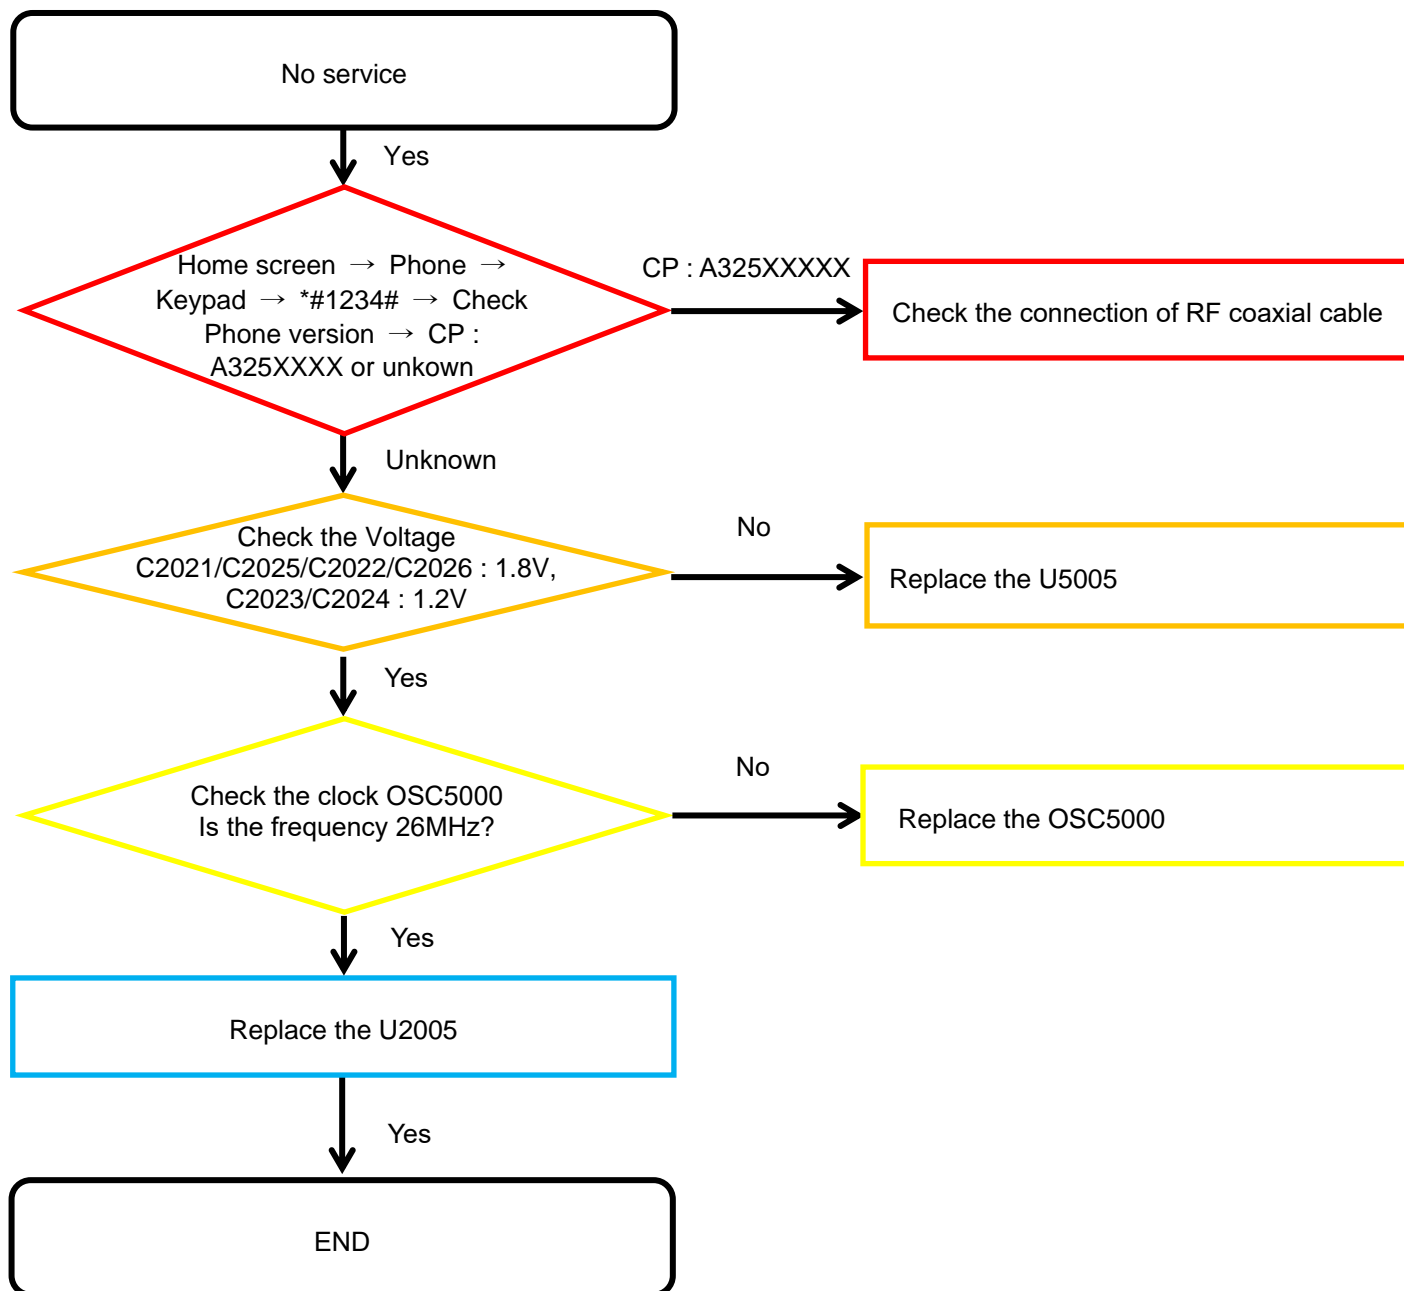 No service
Yes
Home screen → Phone →
Keypad → *#1234# → Check
Phone version → CP :
A325XXXX or unkown
CP : A325XXXXX
Check the connection of RF coaxial cable
Unknown
Check the Voltage
C2021/C2025/C2022/C2026 : 1.8V,
C2023/C2024 : 1.2V
No
Replace the U5005
Yes
Check the clock OSC5000
Is the frequency 26MHz?
No
Replace the OSC5000
Yes
Replace the U2005
Yes
END